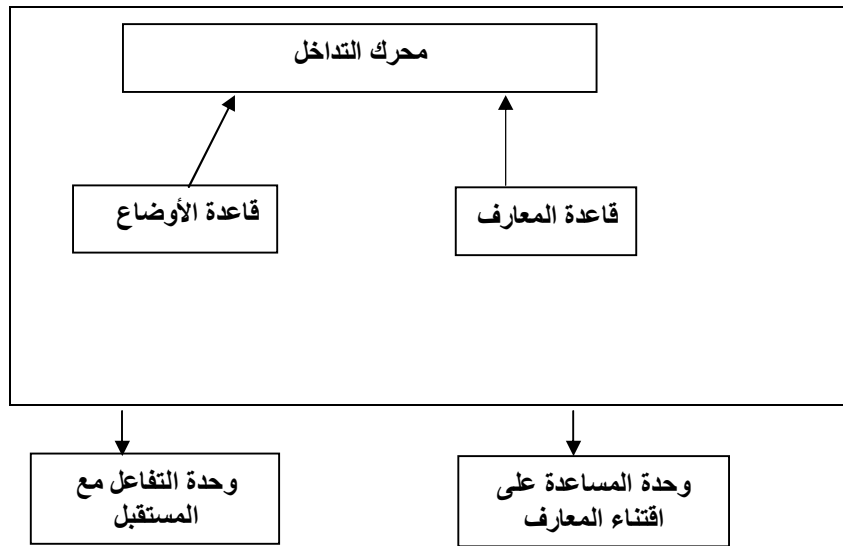 محرك التداخل
قاعدة المعارف
قاعدة الأوضاع
وحدة المساعدة على
اقتناء المعارف
وحدة التفاعل مع
المستقبل